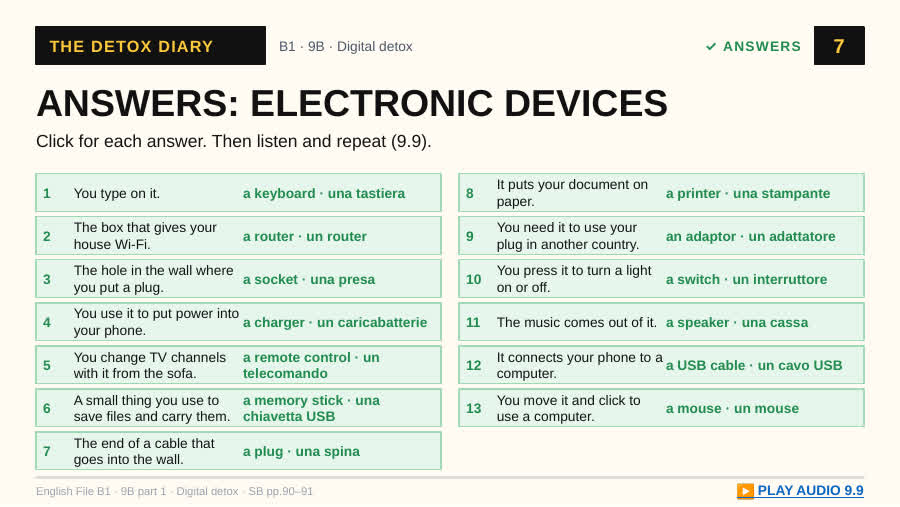 THE DETOX DIARY
B1 · 9B · Digital detox
✓ ANSWERS
7
ANSWERS: ELECTRONIC DEVICES
Click for each answer. Then listen and repeat (9.9).
1 You type on it. a keyboard · una tastiera
2 The box that gives your
house Wi-Fi. a router · un router
3 The hole in the wall where
you put a plug. a socket · una presa
4 You use it to put power into
your phone. a charger · un caricabatterie
5 You change TV channels
with it from the sofa. a remote control · un
telecomando
6 A small thing you use to
save files and carry them. a memory stick · una
chiavetta USB
7 The end of a cable that
goes into the wall. a plug · una spina
8 It puts your document on
paper. a printer · una stampante
9 You need it to use your
plug in another country. an adaptor · un adattatore
10 You press it to turn a light
on or off. a switch · un interruttore
11 The music comes out of it. a speaker · una cassa
12 It connects your phone to a
computer. a USB cable · un cavo USB
13 You move it and click to
use a computer. a mouse · un mouse
English File B1 · 9B part 1 · Digital detox · SB pp.90–91
▶ PLAY AUDIO 9.9